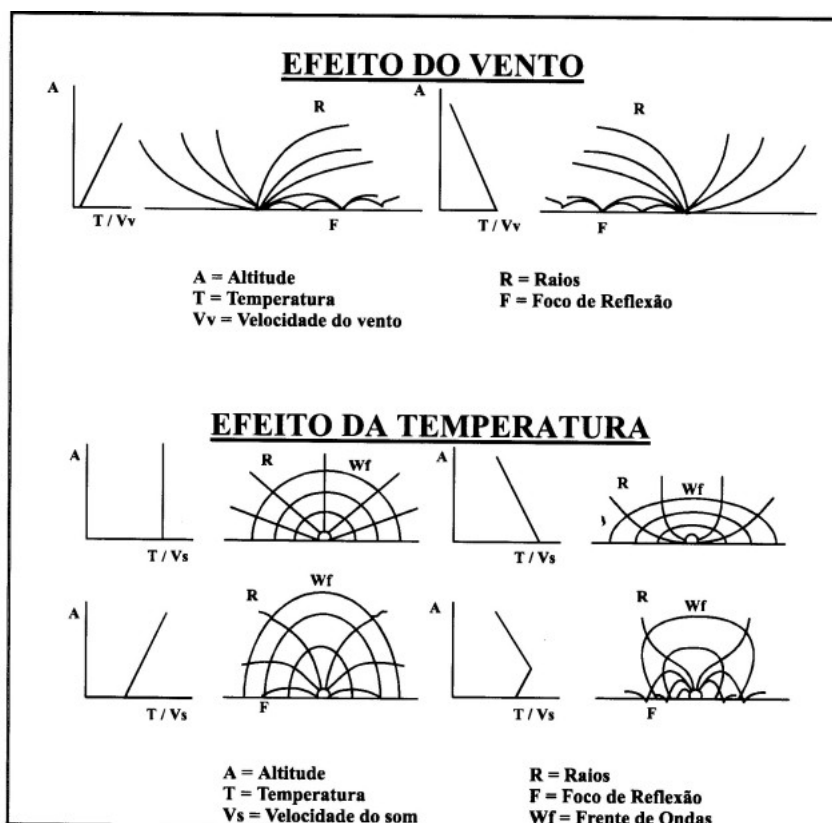 EFEITO DO VENTO
A
R
A
R
T / Vv
F
T / Vv
F
A = Altitude
R = Raios
T = Temperatura
F = Foco de Reflexão
Vv = Velocidade do vento
EFEITO DA TEMPERATURA
A
R
Wf
A
R
Wf
T / Vs
T / Vs
A
R
Wf
A
R
Wf
F
T / Vs
T / Vs
F
A = Altitude
R = Raios
T = Temperatura
F = Foco de Reflexão
Vs = Velocidade do som
Wf = Frente de Ondas